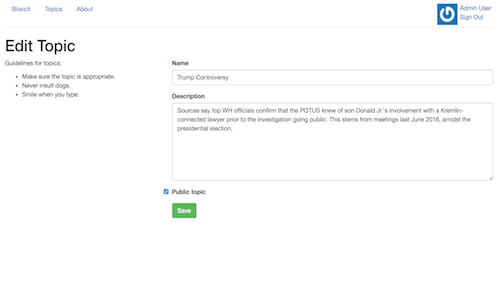 Bloccit Topics About
Admin User
Sign Out
Edit Topic
Guidelines for topics:
Make sure the topic is appropriate.
Never insult dogs.
Smile when you type.
Name
Trump Controversy
Description
Sources say top WH officials confirm that the POTUS knew of son Donald Jr.'s involvement with a Kremlin-
connected lawyer prior to the investigation going public. This stems from meetings last June 2016, amidst the
presidential election.
Public topic
Save